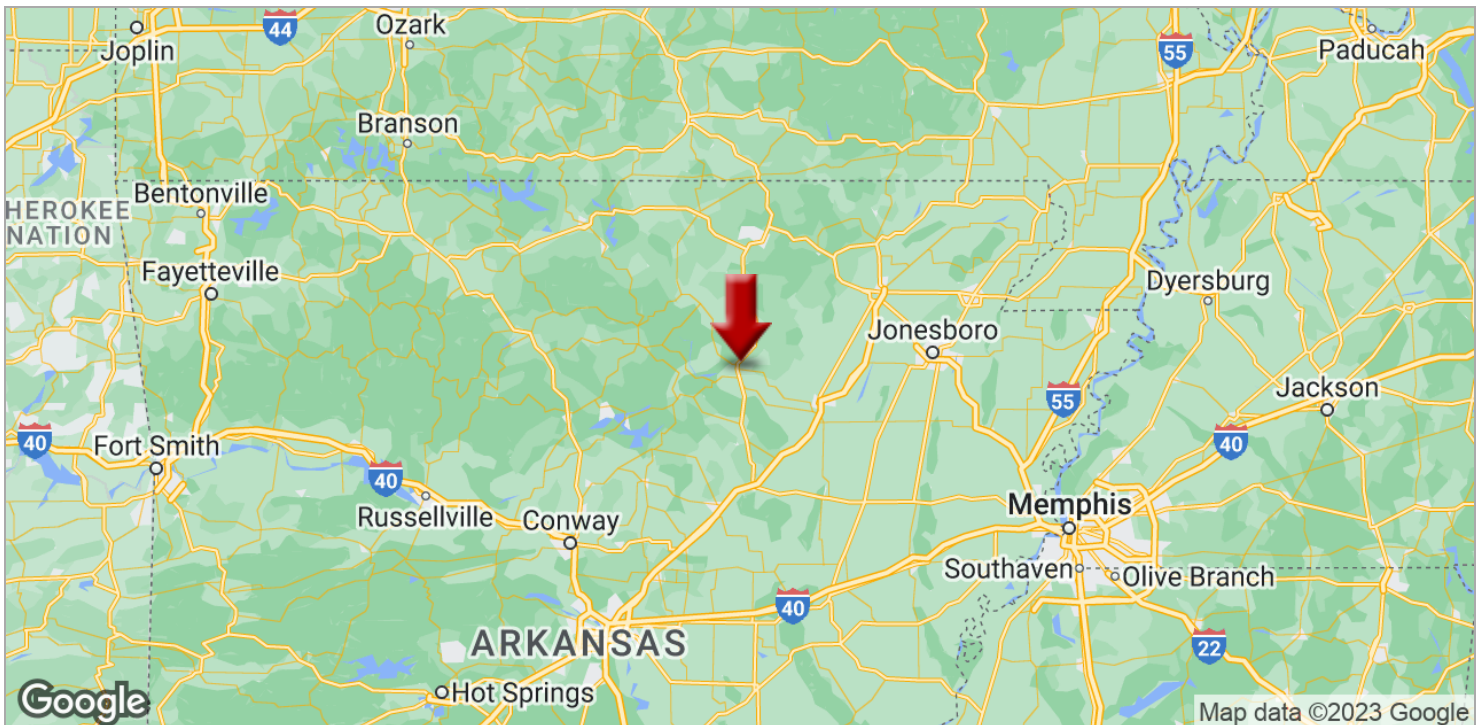 44
Ozark
Joplin
55
Paducah
Branson
Bentonville
HEROKEE
NATION
Fayetteville
Dyersburg
Jonesboro
Jackson
55
40
Fort Smith
40
40
Russellville
Conway
Memphis
Southaven
Olive Branch
40
ARKANSAS
22
Hot Springs
Google
Map data ©2023 Google